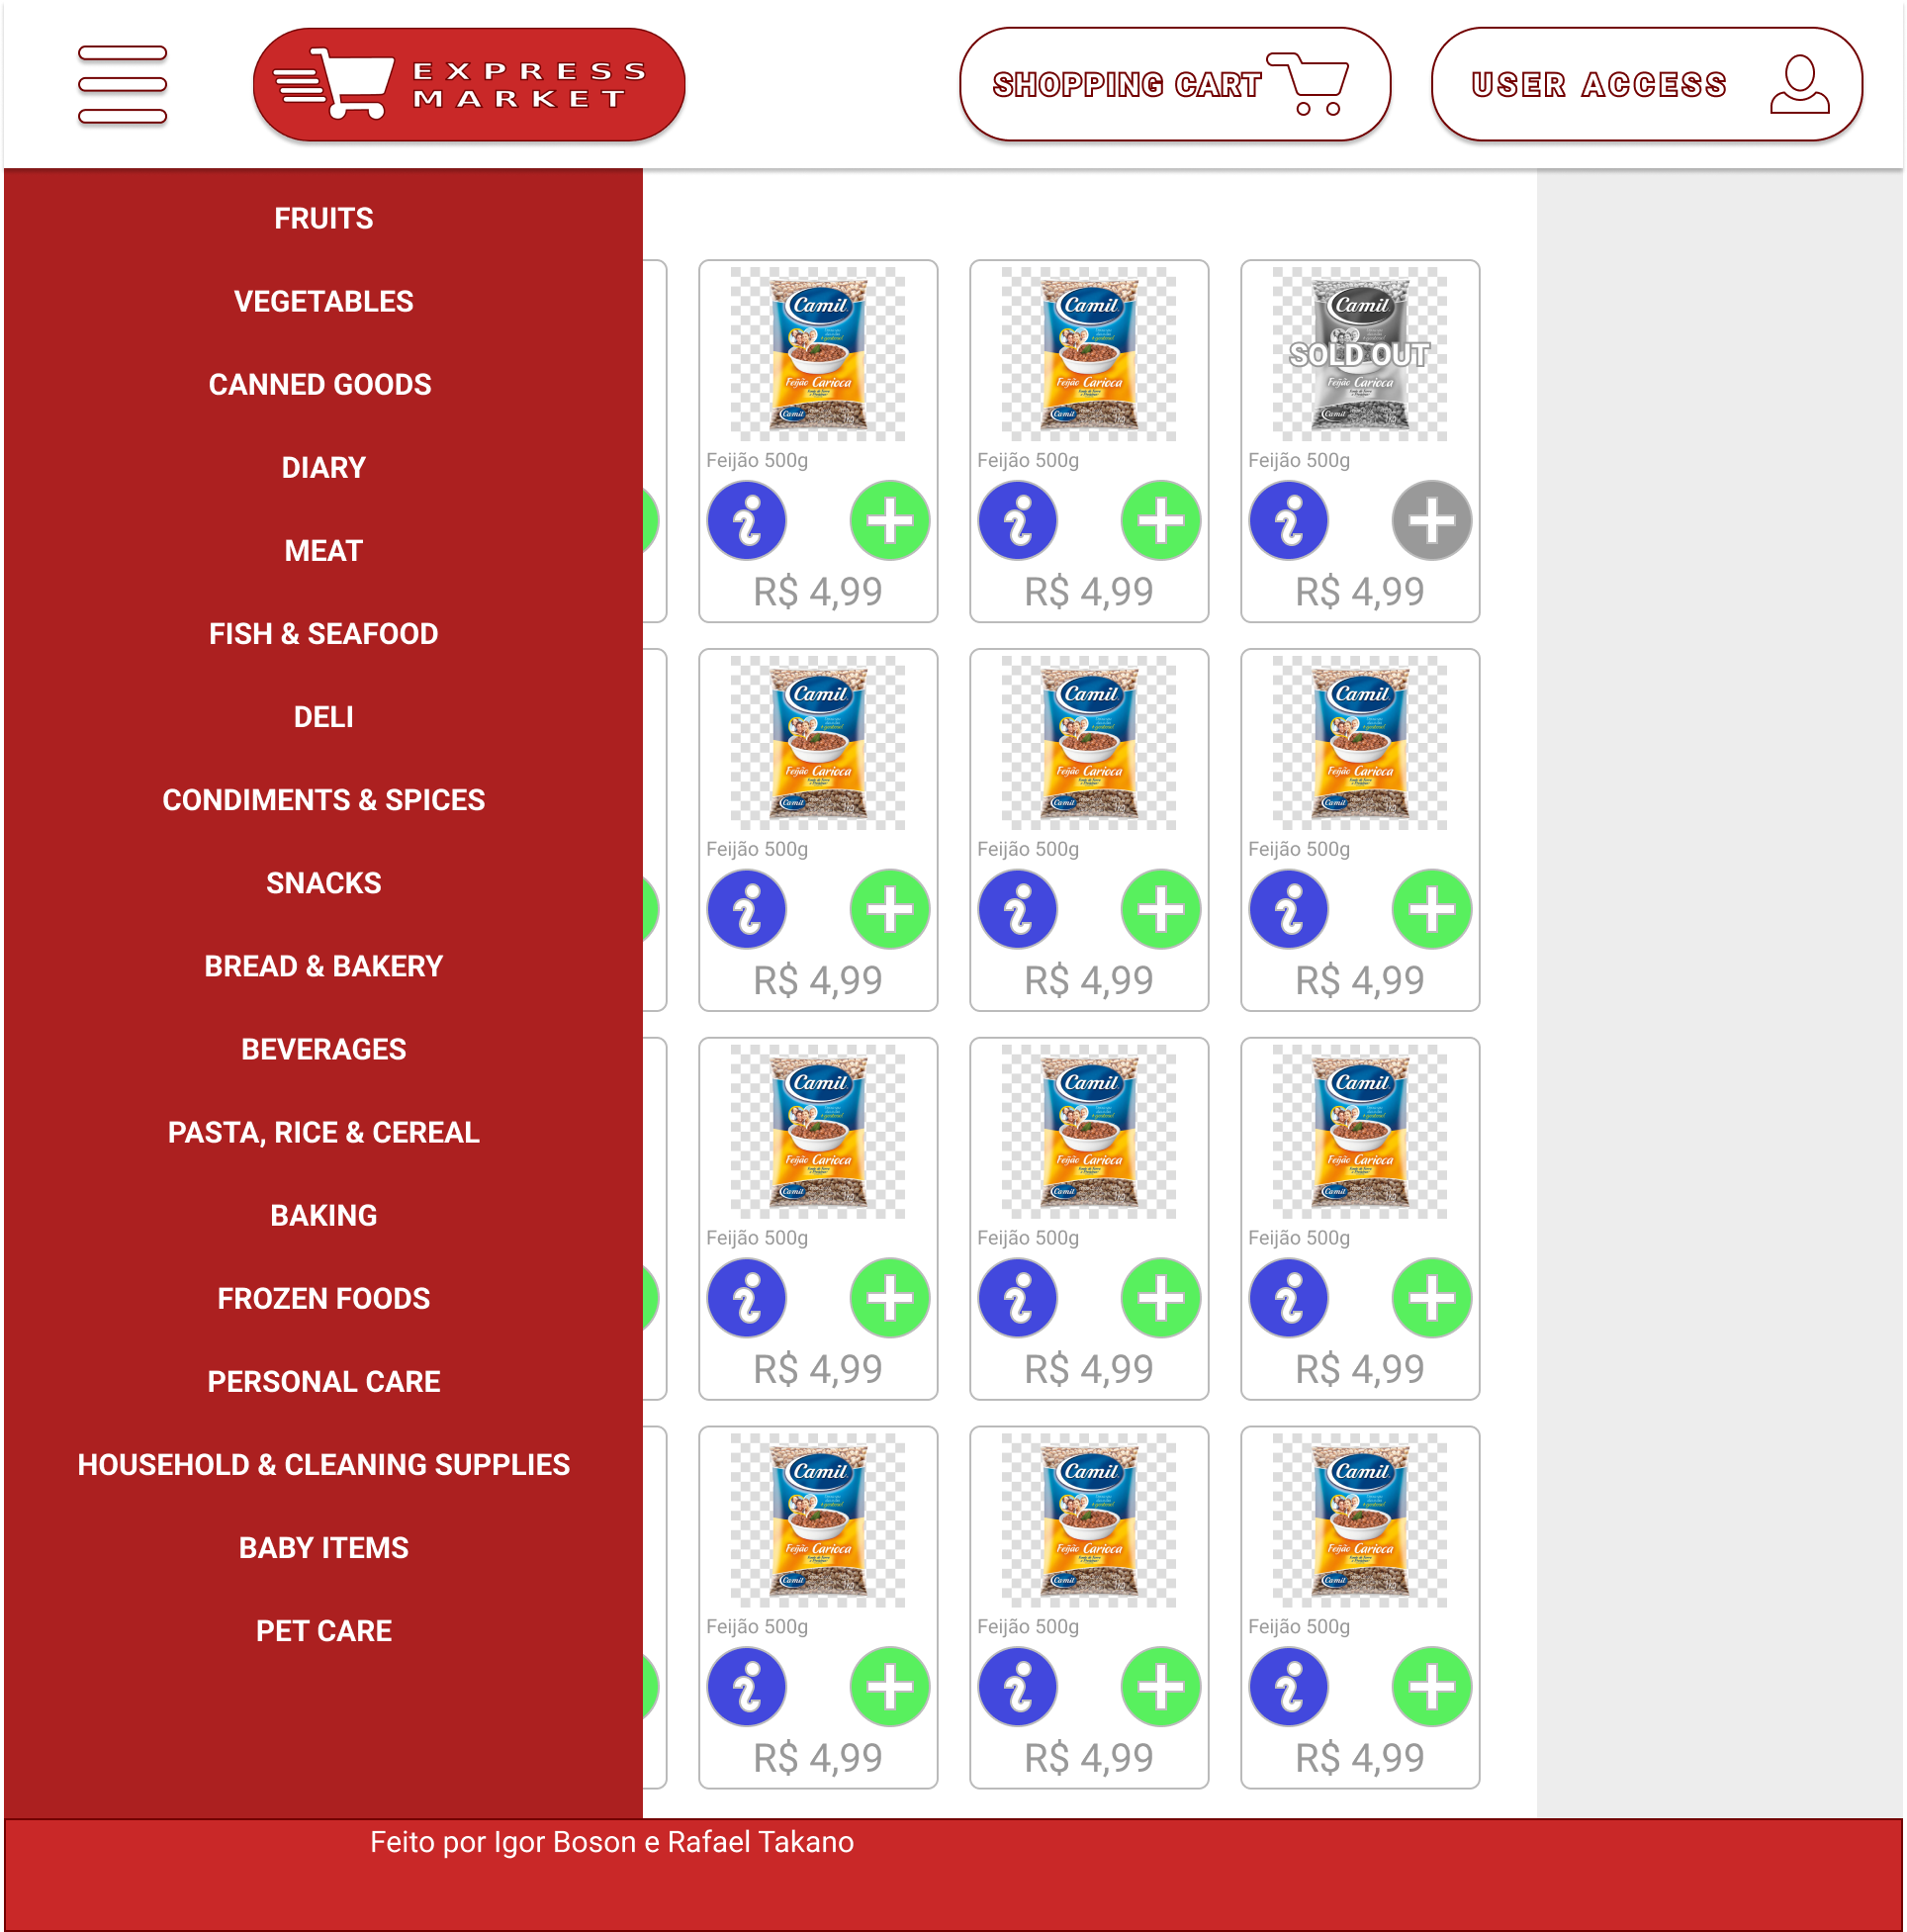 EXPRESS
MARKET
SHOPPING CART
USER ACCESS
FRUITS
VEGETABLES
CANNED GOODS
DIARY
MEAT
FISH & SEAFOOD
DELI
CONDIMENTS & SPICES
SNACKS
BREAD & BAKERY
BEVERAGES
PASTA, RICE & CEREAL
BAKING
FROZEN FOODS
PERSONAL CARE
HOUSEHOLD & CLEANING SUPPLIES
BABY ITEMS
PET CARE
Camil
Feijão Carioca
Camil
Feijão 500g
R$ 4,99
Camil
Feijão Carioca
Camil
Feijão 500g
R$ 4,99
Camil
SOLD OUT
Feijão Carioca
Camil
Feijão 500g
R$ 4,99
Camil
Feijão Carioca
Camil
Feijão 500g
R$ 4,99
Camil
Feijão Carioca
Camil
Feijão 500g
R$ 4,99
Camil
Feijão Carioca
Camil
Feijão 500g
R$ 4,99
Camil
Feijão Carioca
Camil
Feijão 500g
R$ 4,99
Camil
Feijão Carioca
Camil
Feijão 500g
R$ 4,99
Camil
Feijão Carioca
Camil
Feijão 500g
R$ 4,99
Camil
Feijão Carioca
Camil
Feijão 500g
R$ 4,99
Camil
Feijão Carioca
Camil
Feijão 500g
R$ 4,99
Camil
Feijão Carioca
Camil
Feijão 500g
R$ 4,99
Feito por Igor Boson e Rafael Takano